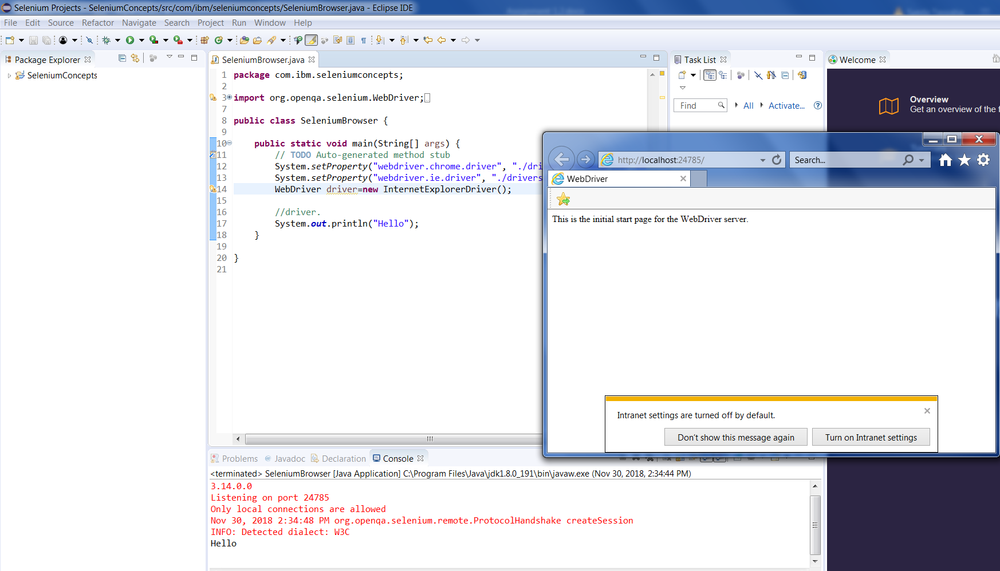 Selenium Projects - SeleniumConcepts/src/com/ibm/seleniumconcepts/SeleniumBrowser.java - Eclipse IDE
File Edit Source Refactor Navigate Search Project Run Window Help
Package Explorer
SeleniumConcepts
SeleniumBrowser.java
1 package com.ibm.seleniumconcepts;
2
3 import org.openqa.selenium.WebDriver;
7
8 public class SeleniumBrowser {
9
10 public static void main(String[] args) {
11 // TODO Auto-generated method stub
12 System.setProperty("webdriver.chrome.driver", "./dri
13 System.setProperty("webdriver.ie.driver", "./drivers
14 WebDriver driver=new InternetExplorerDriver();
15
16 //driver.
17 System.out.println("Hello");
18 }
19
20 }
21
Task List
Find All Activate...
Welcome
Overview
Get an overview of the f
http://localhost:24785/
Search...
WebDriver
This is the initial start page for the WebDriver server.
Intranet settings are turned off by default.
Don't show this message again Turn on Intranet settings
Problems @ Javadoc Declaration Console
<terminated> SeleniumBrowser [Java Application] C:\Program Files\Java\jdk1.8.0_191\bin\javaw.exe (Nov 30, 2018, 2:34:44 PM)
3.14.0.0
Listening on port 24785
Only local connections are allowed
Nov 30, 2018 2:34:48 PM org.openqa.selenium.remote.ProtocolHandshake createSession
INFO: Detected dialect: W3C
Hello